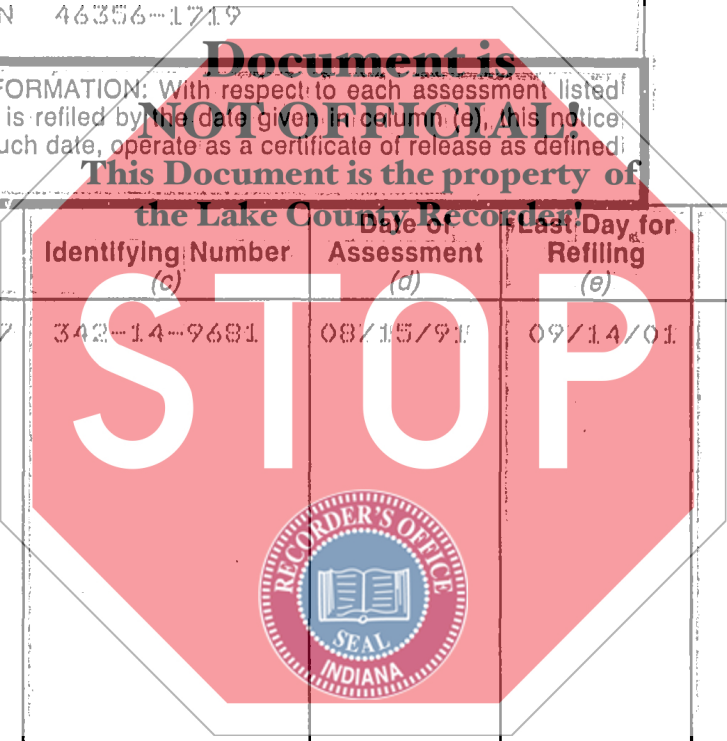 N 46356-1719
Document is
FORMATION: With respect to each assessment listed
NOT OFFICIAL!
is refiled by the date given in column (e), this notice
uch date, operate as a certificate of release as defined
This Document is the property of
the Lake County Recorder!
Identifying Number
(c)
Date of
Assessment
(d)
Last Day for
Refiling
(e)
7 342-14-9681 08/15/91 09/14/01
STOP
RECORDER'S OFFICE
SEAL
INDIANA